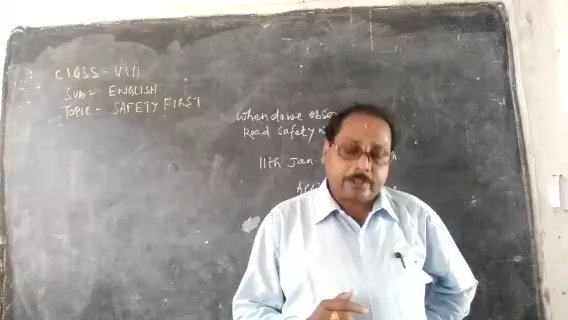 CLASS - VIII
SUB - ENGLISH
TOPIC - SAFETY FIRST
When do we
Road Safety
11th Jan